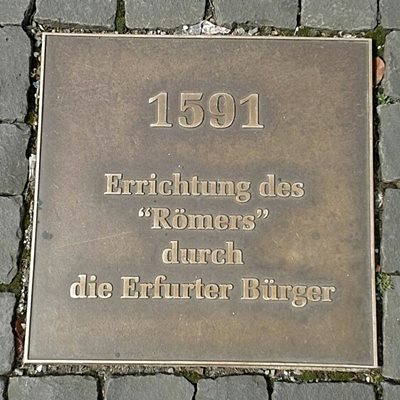 1591
Errichtung des
“Römers”
durch
die Erfurter Bürger